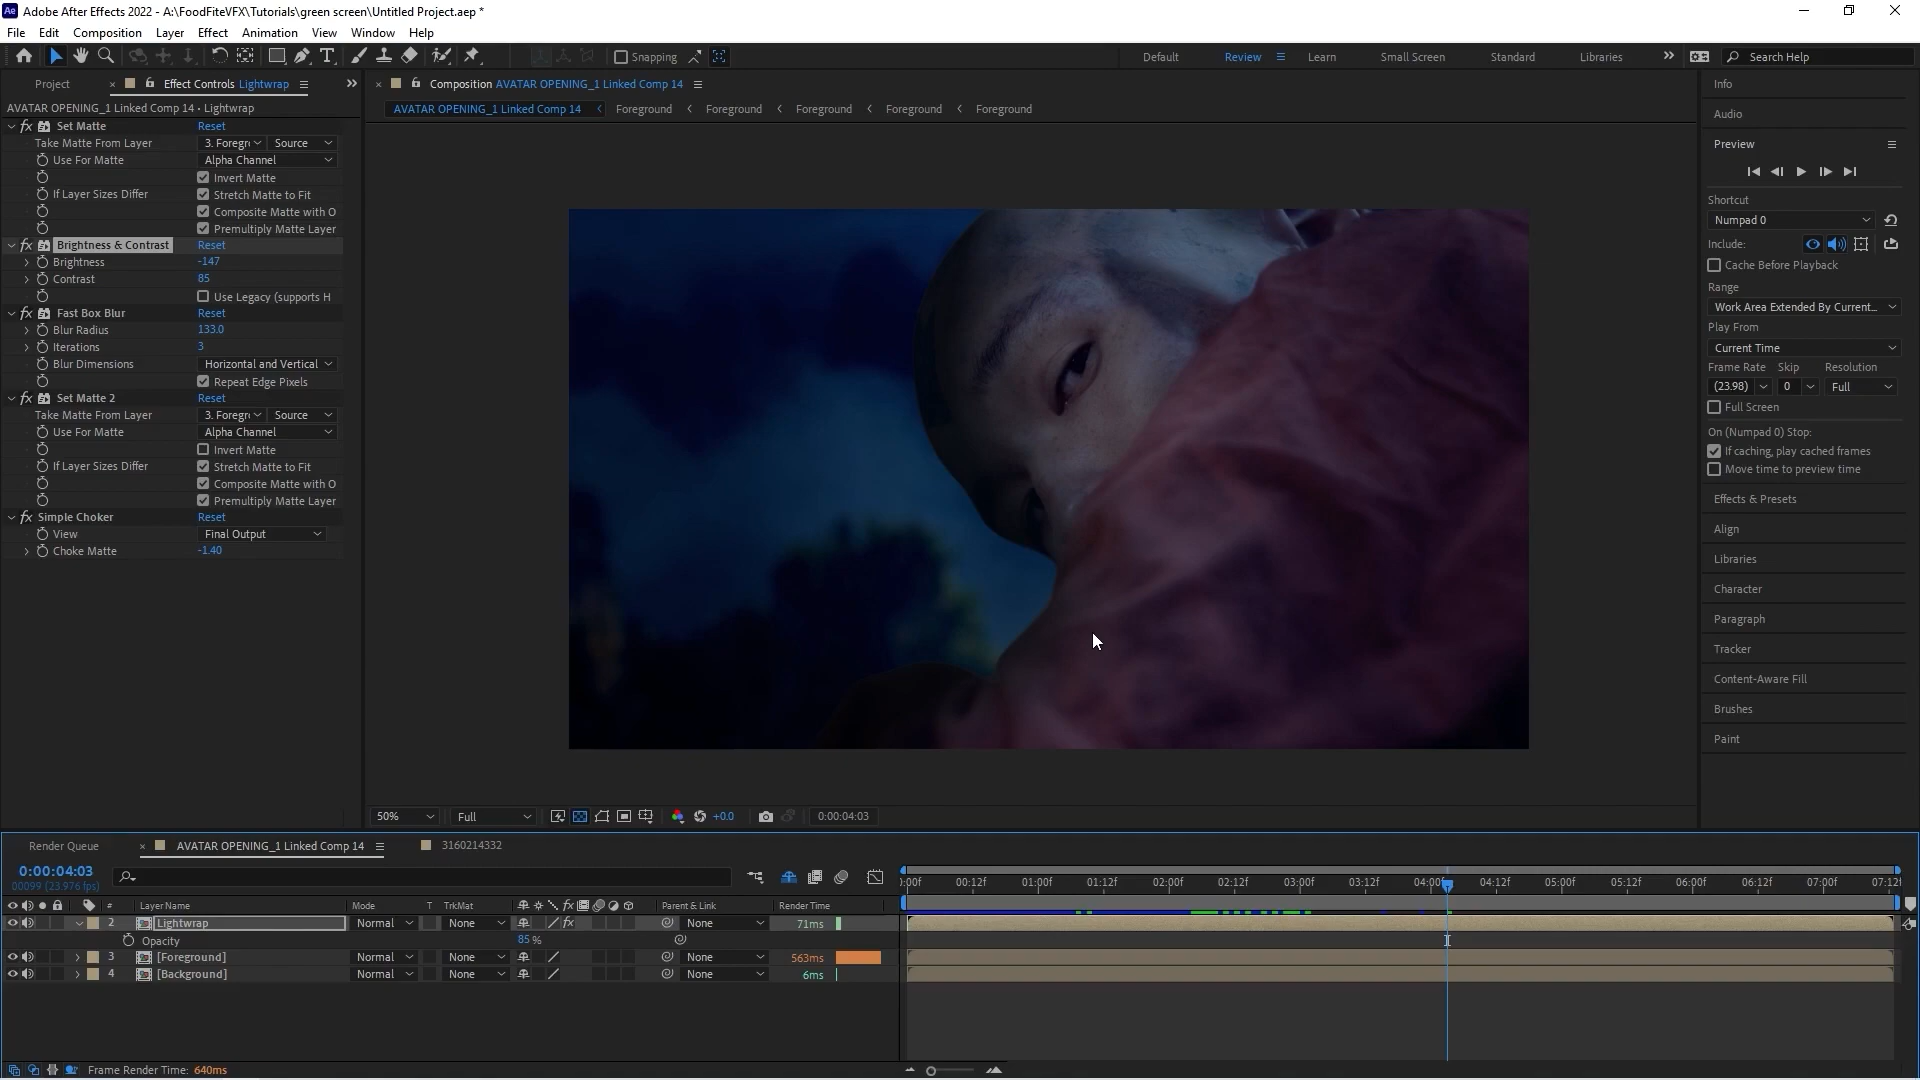 Adobe After Effects 2022 - A:\FoodFiteVFX\Tutorials\green screen\Untitled Project.aep *
File Edit Composition Layer Effect Animation View Window Help
Snapping Default Review Learn Small Screen Standard Libraries Search Help
Project Effect Controls Lightwrap
AVATAR OPENING_1 Linked Comp 14 • Lightwrap
Set Matte Reset
Take Matte From Layer 3. Foregr Source
Use For Matte Alpha Channel
Invert Matte
If Layer Sizes Differ Stretch Matte to Fit
Composite Matte with O
Premultiply Matte Layer
Brightness & Contrast Reset
Brightness -147
Contrast 85
Use Legacy (supports H
Fast Box Blur Reset
Blur Radius 133.0
Iterations 3
Blur Dimensions Horizontal and Vertical
Repeat Edge Pixels
Set Matte 2 Reset
Take Matte From Layer 3. Foregr Source
Use For Matte Alpha Channel
Invert Matte
If Layer Sizes Differ Stretch Matte to Fit
Composite Matte with O
Premultiply Matte Layer
Simple Choker Reset
View Final Output
Choke Matte -1.40
Composition AVATAR OPENING_1 Linked Comp 14
AVATAR OPENING_1 Linked Comp 14 Foreground Foreground Foreground Foreground Foreground
50% Full +0.0 0:00:04:03
Info
Audio
Preview
Shortcut
Numpad 0
Include:
Cache Before Playback
Range
Work Area Extended By Current...
Play From
Current Time
Frame Rate Skip Resolution
(23.98) 0 Full
Full Screen
On (Numpad 0) Stop:
If caching, play cached frames
Move time to preview time
Effects & Presets
Align
Libraries
Character
Paragraph
Tracker
Content-Aware Fill
Brushes
Paint
Render Queue AVATAR OPENING_1 Linked Comp 14 3160214332
0:00:04:03
00099 (23.976 fps)
:00f 00:12f 01:00f 01:12f 02:00f 02:12f 03:00f 03:12f 04:00f 04:12f 05:00f 05:12f 06:00f 06:12f 07:00f 07:12f
# Layer Name Mode T TrkMat Parent & Link Render Time
2 Lightwrap Normal None None 71ms
Opacity 85 %
3 [Foreground] Normal None None 563ms
4 [Background] Normal None None 6ms
Frame Render Time: 640ms